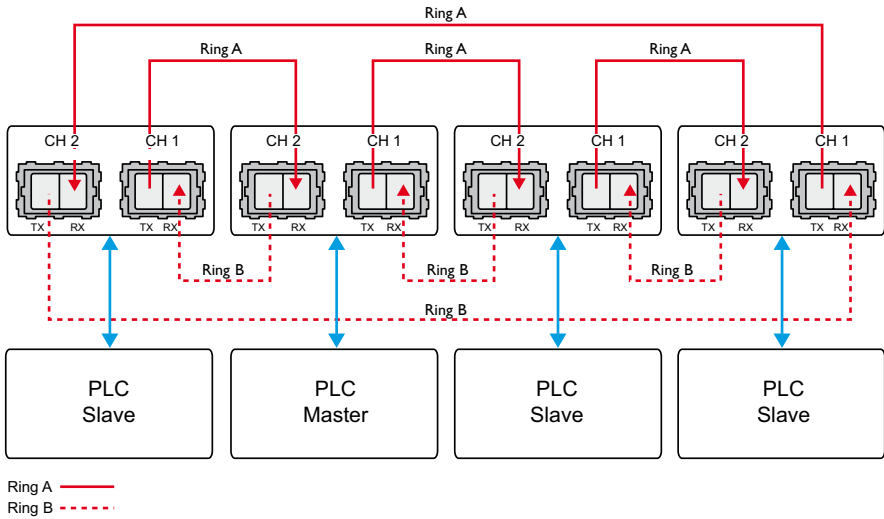 Ring A
Ring A
Ring A
Ring A
CH 2
CH 1
CH 2
CH 1
CH 2
CH 1
CH 2
CH 1
TX
RX
TX
RX
TX
RX
TX
RX
TX
RX
TX
RX
TX
RX
TX
RX
Ring B
Ring B
Ring B
Ring B
PLC
Slave
PLC
Master
PLC
Slave
PLC
Slave
Ring A
Ring B